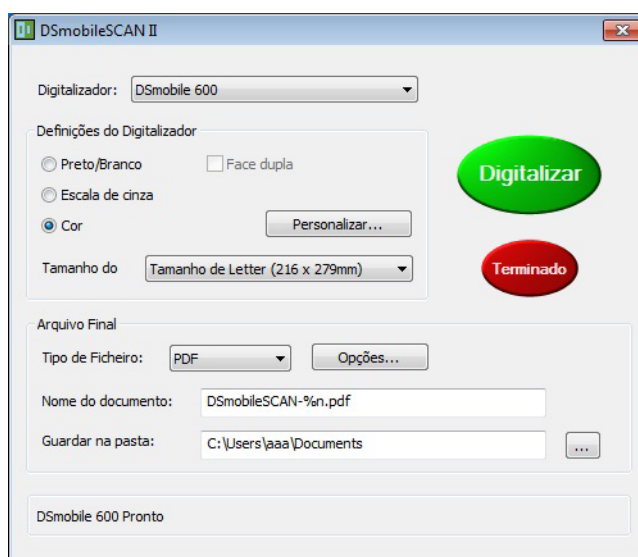 DSmobileSCAN II
Digitalizador: DSmobile 600
Definições do Digitalizador
Preto/Branco Face dupla
Escala de cinza
Cor Personalizar...
Tamanho do Tamanho de Letter (216 x 279mm)
Digitalizar
Terminado
Arquivo Final
Tipo de Ficheiro: PDF Opções...
Nome do documento: DSmobileSCAN-%n.pdf
Guardar na pasta: C:\Users\aaa\Documents ...
DSmobile 600 Pronto